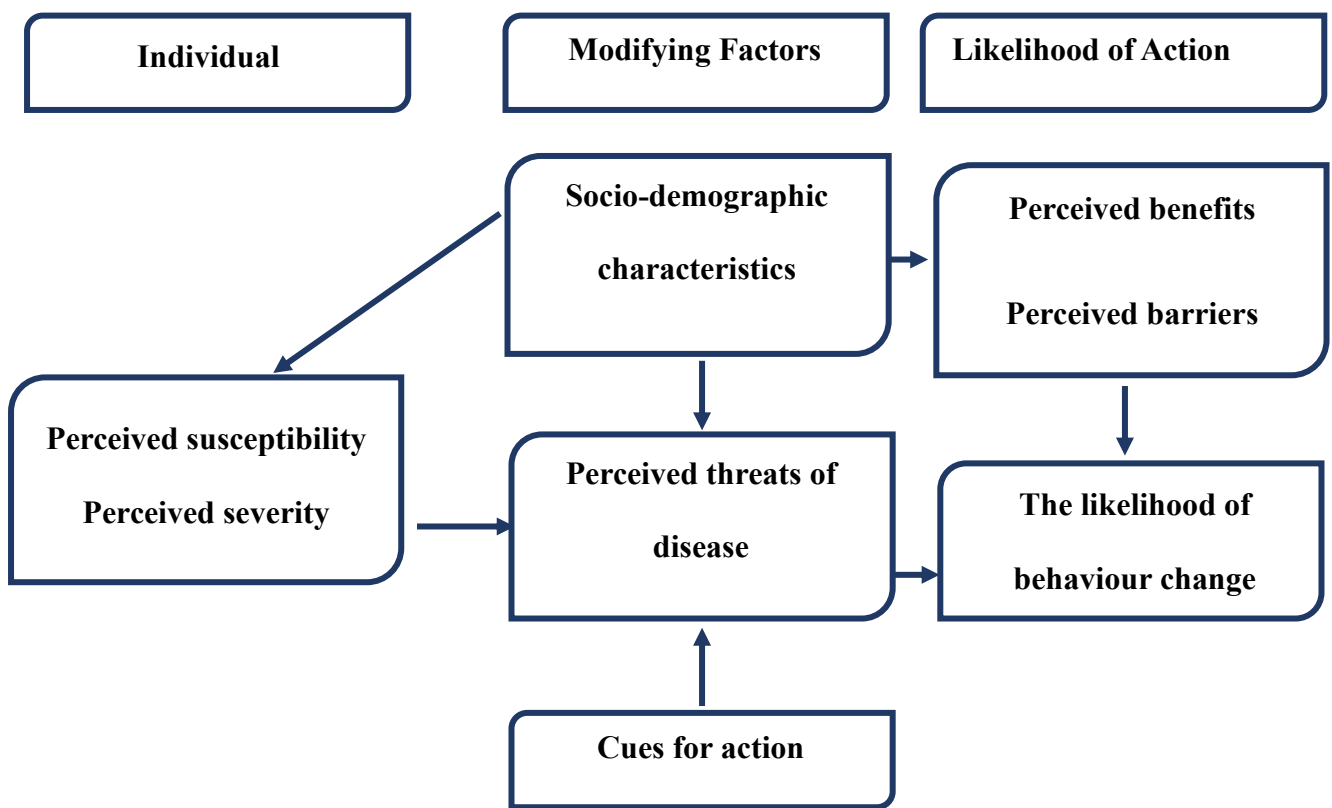 Individual
Modifying Factors
Likelihood of Action
Socio-demographic
characteristics
Perceived benefits
Perceived barriers
Perceived susceptibility
Perceived severity
Perceived threats of
disease
The likelihood of
behaviour change
Cues for action